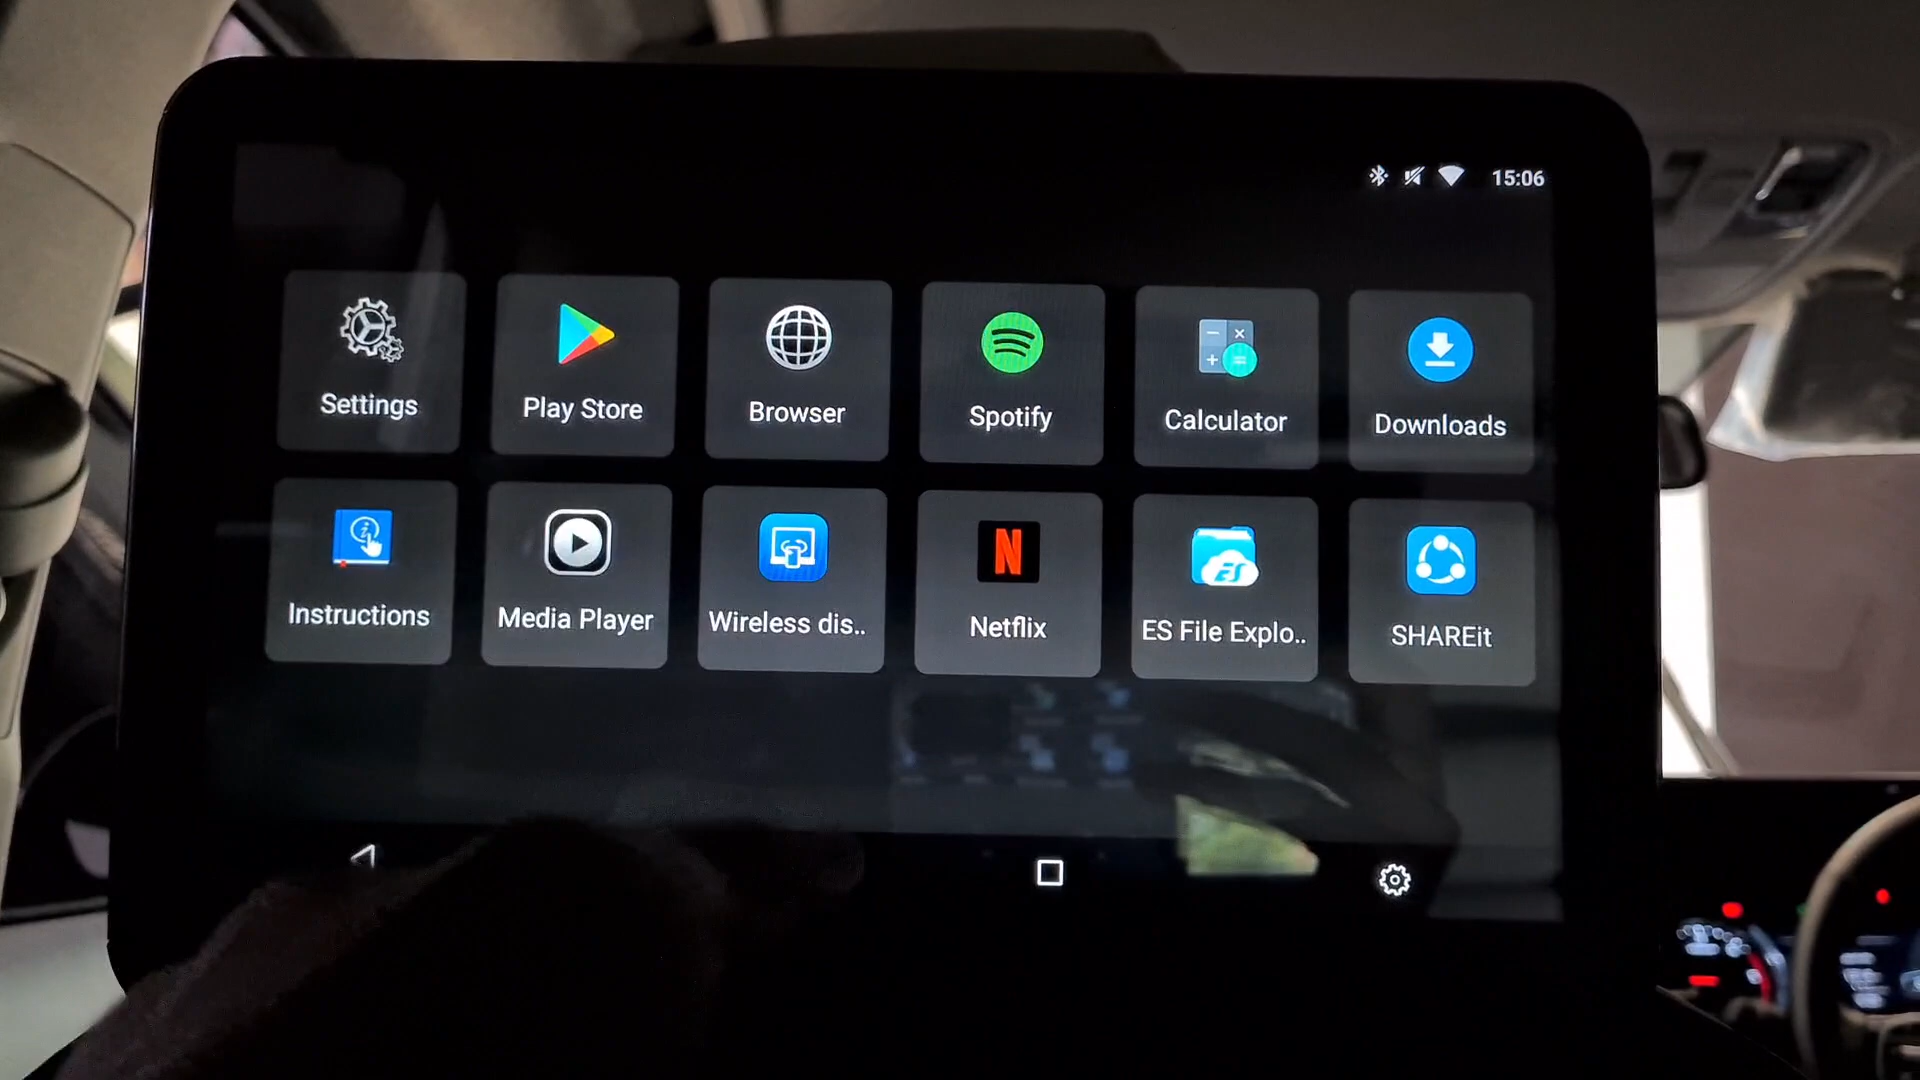 15:06
Settings
Play Store
Browser
Spotify
Calculator
Downloads
Instructions
Media Player
Wireless dis..
N
Netflix
ES
ES File Explo..
SHAREit